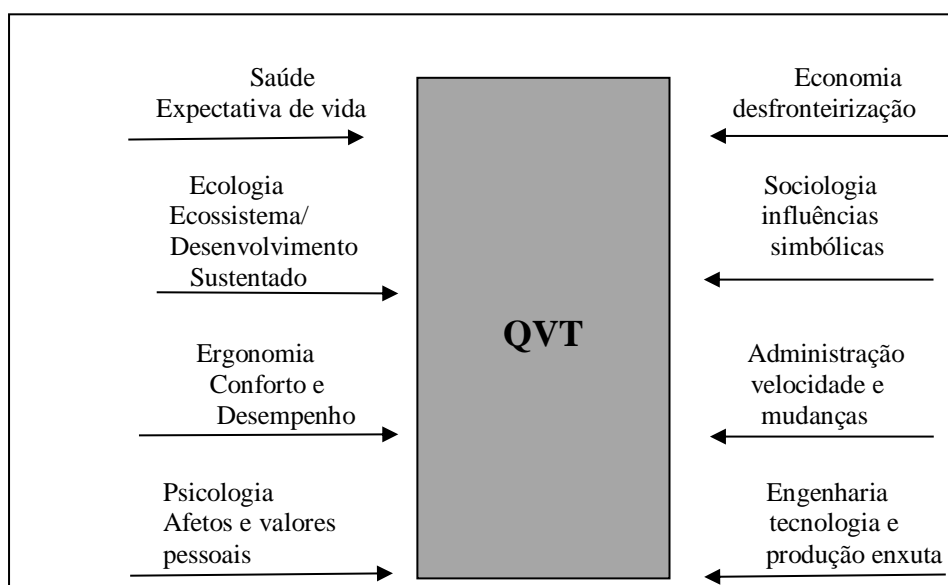 Saúde
Expectativa de vida
Ecologia
Ecossistema/
Desenvolvimento
Sustentado
Ergonomia
Conforto e
Desempenho
Psicologia
Afetos e valores
pessoais
QVT
Economia
desfronteirização
Sociologia
influências
simbólicas
Administração
velocidade e
mudanças
Engenharia
tecnologia e
produção enxuta